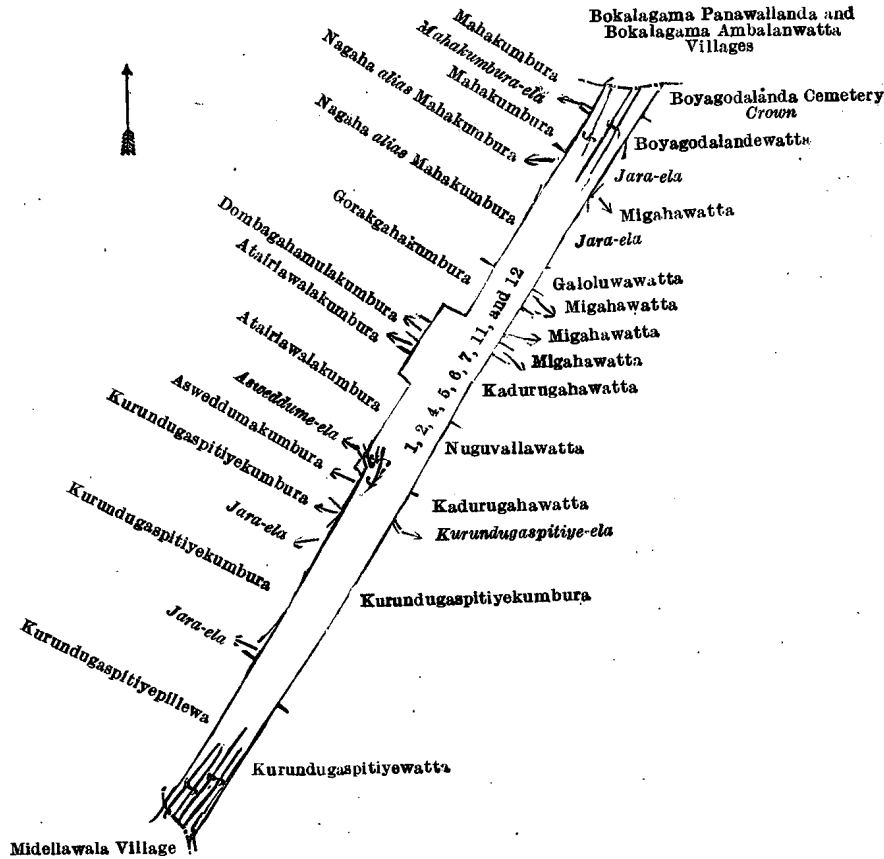 Bokalagama Panawallanda and
Bokalagama Ambalanwatta
Villages
Mahakumbura
Mahakumbura-ela
Mahakumbura
Nagaha alias Mahakumbura
Nagaha alias Mahakumbura
Gorakgahakumbura
Dombagahamulakumbura
Atairlawalakumbura
Atairlawalakumbura
Asweddume-ela
Asweddumakumbura
Kurundugaspitiyekumbura
Jara-ela
Kurundugaspitiyekumbura
Jara-ela
Kurundugaspitiyepillewa
Boyagodalanda Cemetery
Crown
Boyagodalandewatta
Jara-ela
Migahawatta
Jara-ela
Galoluwawatta
Migahawatta
Migahawatta
Migahawatta
Kadurugahawatta
1, 2, 4, 5, 6, 7, 11, and 12
Nuguvallawatta
Kadurugahawatta
Kurundugaspitiye-ela
Kurundugaspitiyekumbura
Kurundugaspitiyewatta
Midellawala Village